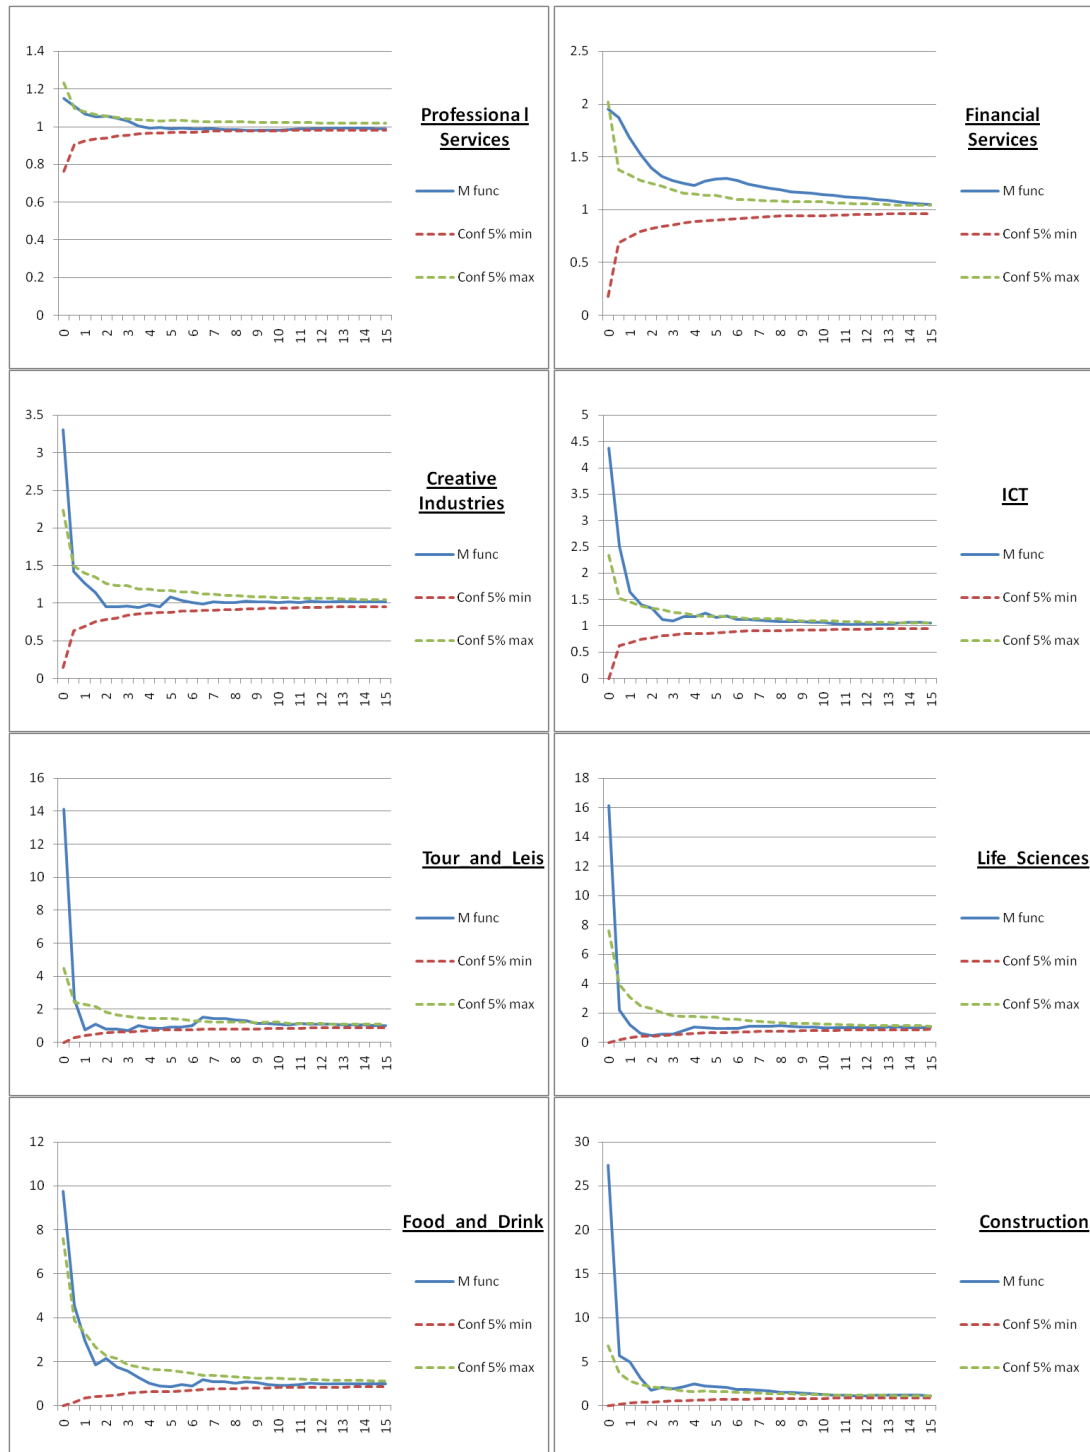 1.4
1.2
1
0.8
0.6
0.4
0.2
0
0 1 2 3 4 5 6 7 8 9 10 11 12 13 14 15
Professional
Services
M func
Conf 5% min
Conf 5% max
2.5
2
1.5
1
0.5
0
0 1 2 3 4 5 6 7 8 9 10 11 12 13 14 15
Financial
Services
M func
Conf 5% min
Conf 5% max
3.5
3
2.5
2
1.5
1
0.5
0
0 1 2 3 4 5 6 7 8 9 10 11 12 13 14 15
Creative
Industries
M func
Conf 5% min
Conf 5% max
5
4.5
4
3.5
3
2.5
2
1.5
1
0.5
0
0 1 2 3 4 5 6 7 8 9 10 11 12 13 14 15
ICT
M func
Conf 5% min
Conf 5% max
16
14
12
10
8
6
4
2
0
0 1 2 3 4 5 6 7 8 9 10 11 12 13 14 15
Tour_and_Leis
M func
Conf 5% min
Conf 5% max
18
16
14
12
10
8
6
4
2
0
0 1 2 3 4 5 6 7 8 9 10 11 12 13 14 15
Life_Sciences
M func
Conf 5% min
Conf 5% max
12
10
8
6
4
2
0
0 1 2 3 4 5 6 7 8 9 10 11 12 13 14 15
Food_and_Drink
M func
Conf 5% min
Conf 5% max
30
25
20
15
10
5
0
0 1 2 3 4 5 6 7 8 9 10 11 12 13 14 15
Construction
M func
Conf 5% min
Conf 5% max